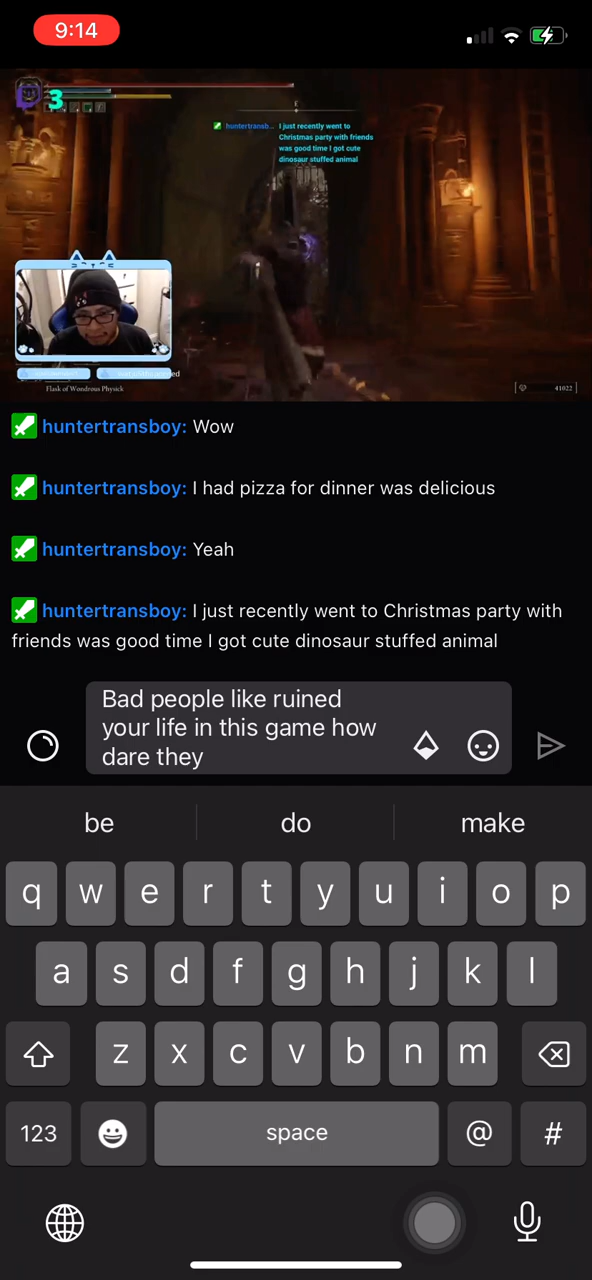 9:14
3
E
huntertransb... I just recently went to
Christmas party with friends
was good time I got cute
dinosaur stuffed animal
Flask of Wondrous Physick
41022
huntertransboy: Wow
huntertransboy: I had pizza for dinner was delicious
huntertransboy: Yeah
huntertransboy: I just recently went to Christmas party with
friends was good time I got cute dinosaur stuffed animal
Bad people like ruined
your life in this game how
dare they
be do make
q w e r t y u i o p
a s d f g h j k l
z x c v b n m
123 space @ #